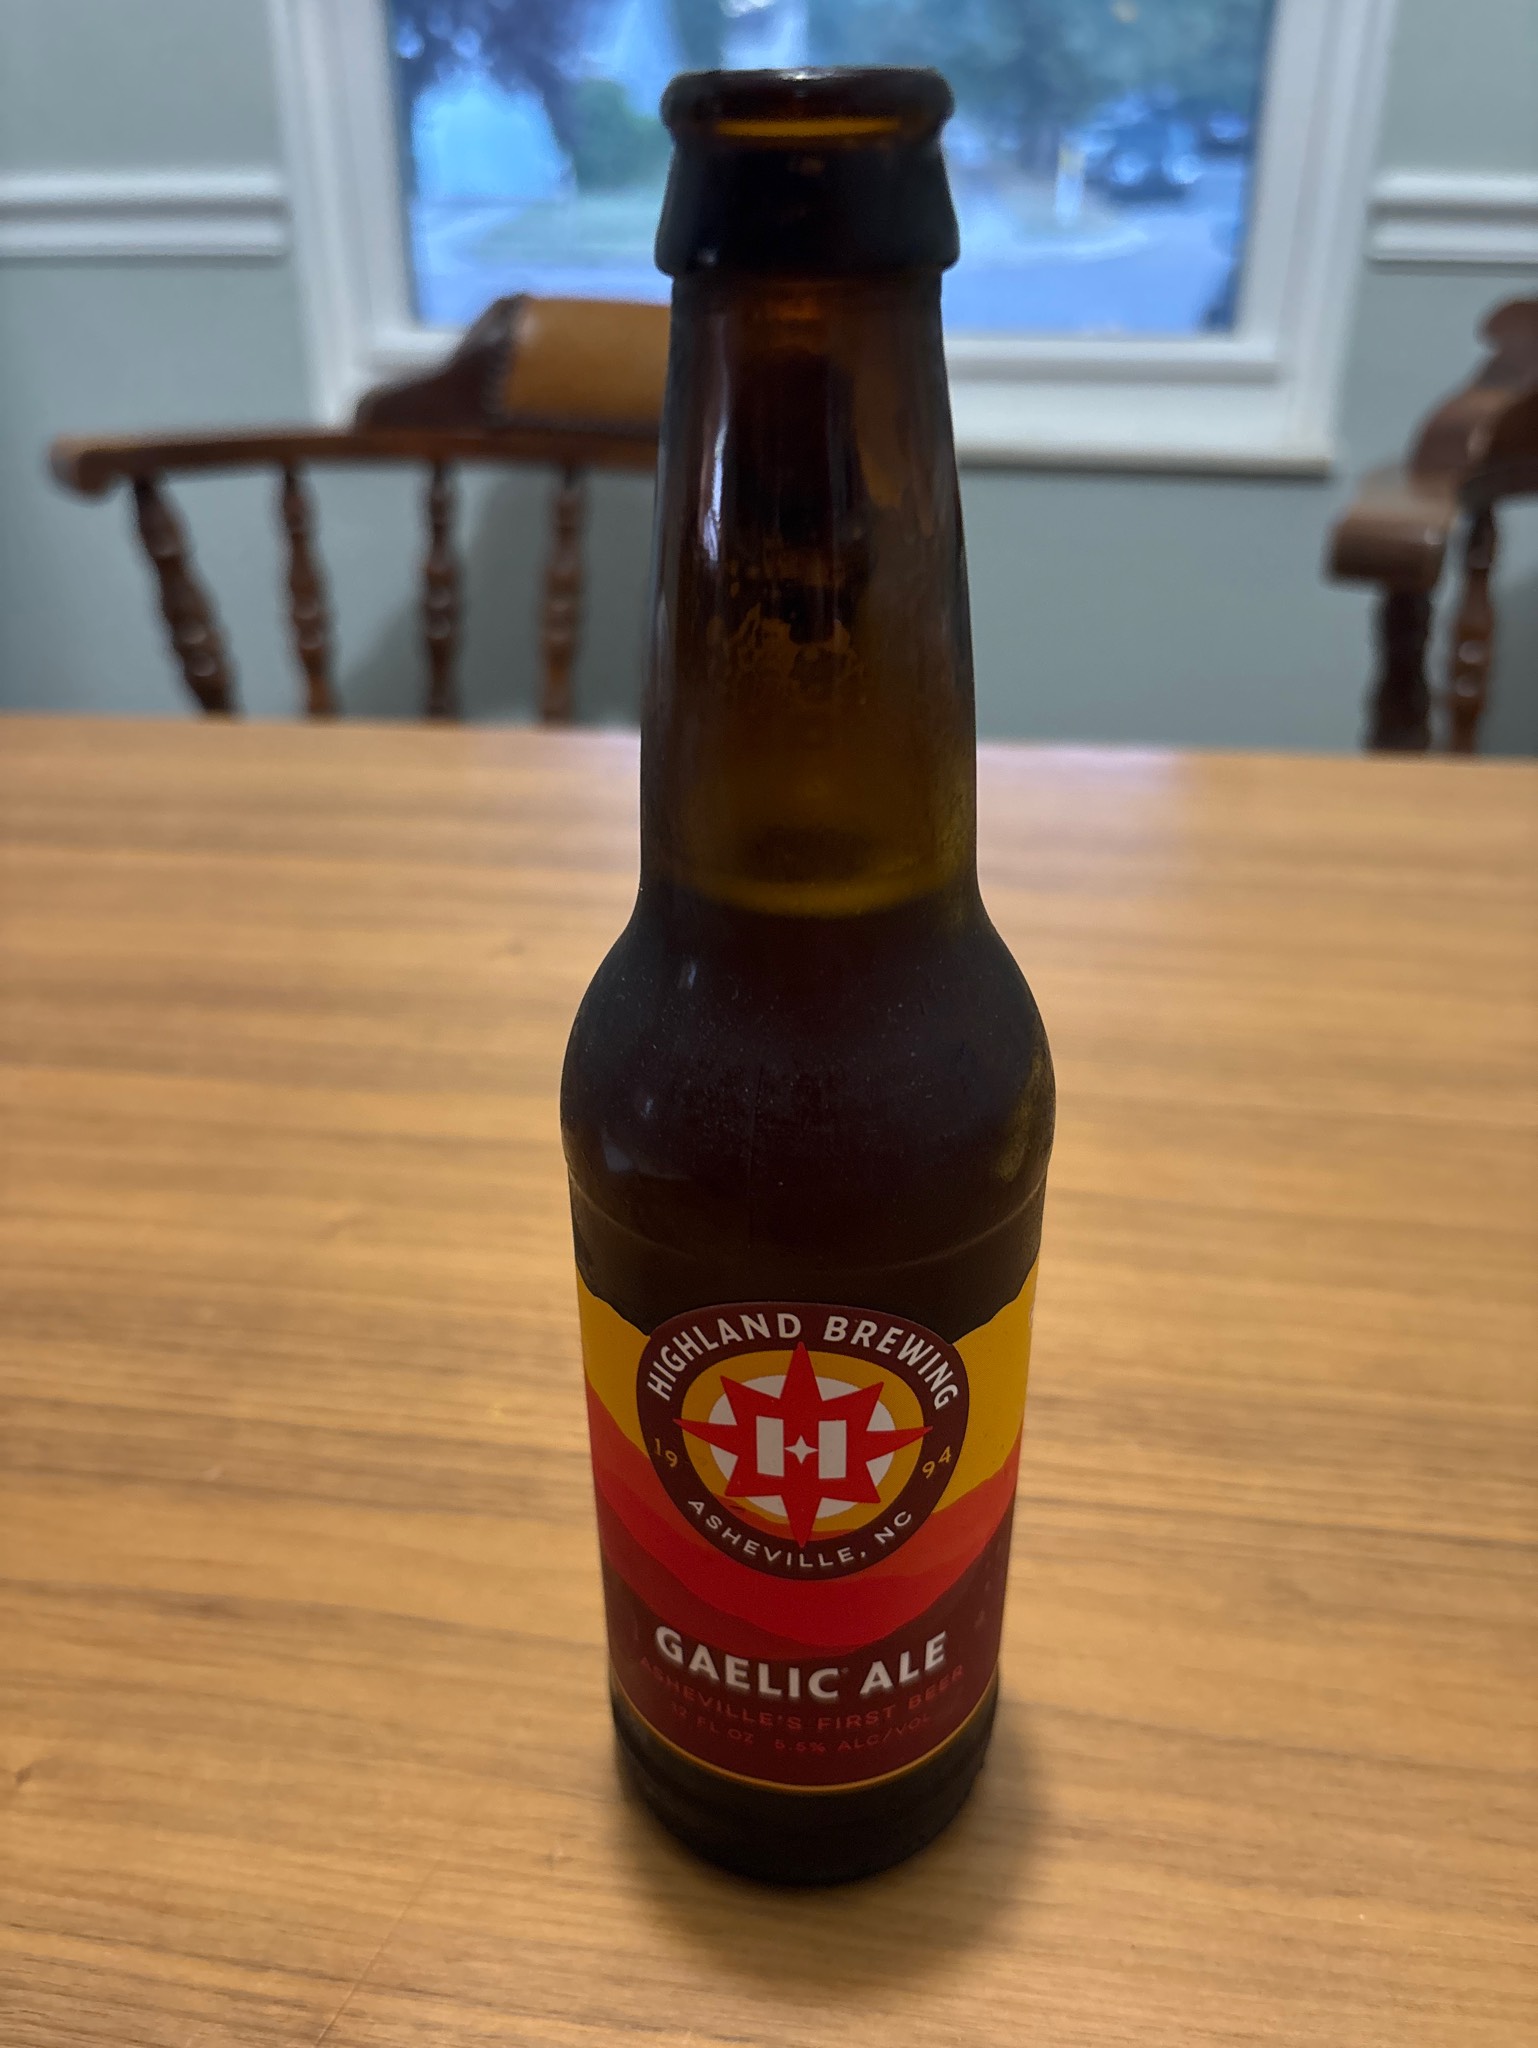 HIGHLAND BREWING
19 94
H
ASHEVILLE, NC
GAELIC ALE
ASHEVILLE'S FIRST BEER
12 FL OZ 5.5% ALC/VOL